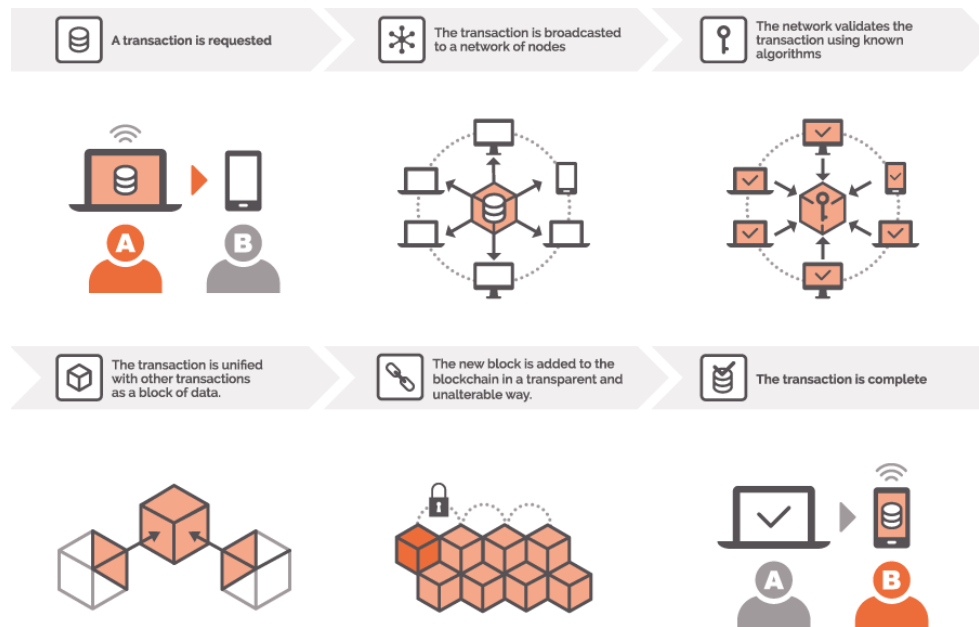 A transaction is requested
The transaction is broadcasted
to a network of nodes
The network validates the
transaction using known
algorithms
A
B
The transaction is unified
with other transactions
as a block of data.
The new block is added to the
blockchain in a transparent and
unalterable way.
The transaction is complete
A
B